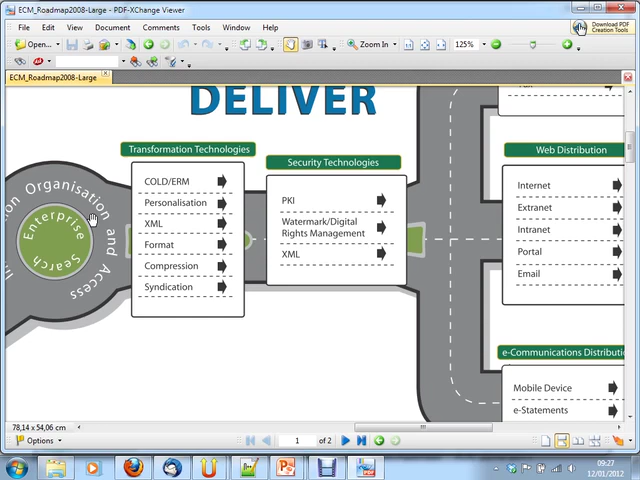 ECM_Roadmap2008-Large - PDF-XChange Viewer
File Edit View Document Comments Tools Window Help
Open... Zoom In 125% Download PDF Creation Tools
ECM_Roadmap2008-Large
DELIVER
Transformation Technologies
COLD/ERM
Personalisation
XML
Format
Compression
Syndication
Security Technologies
PKI
Watermark/Digital
Rights Management
XML
Organisation and Access
Enterprise Search
Web Distribution
Internet
Extranet
Intranet
Portal
Email
Mobile Device
e-Statements
78,14 x 54,06 cm
Options 1 of 2
09:27
12/01/2012